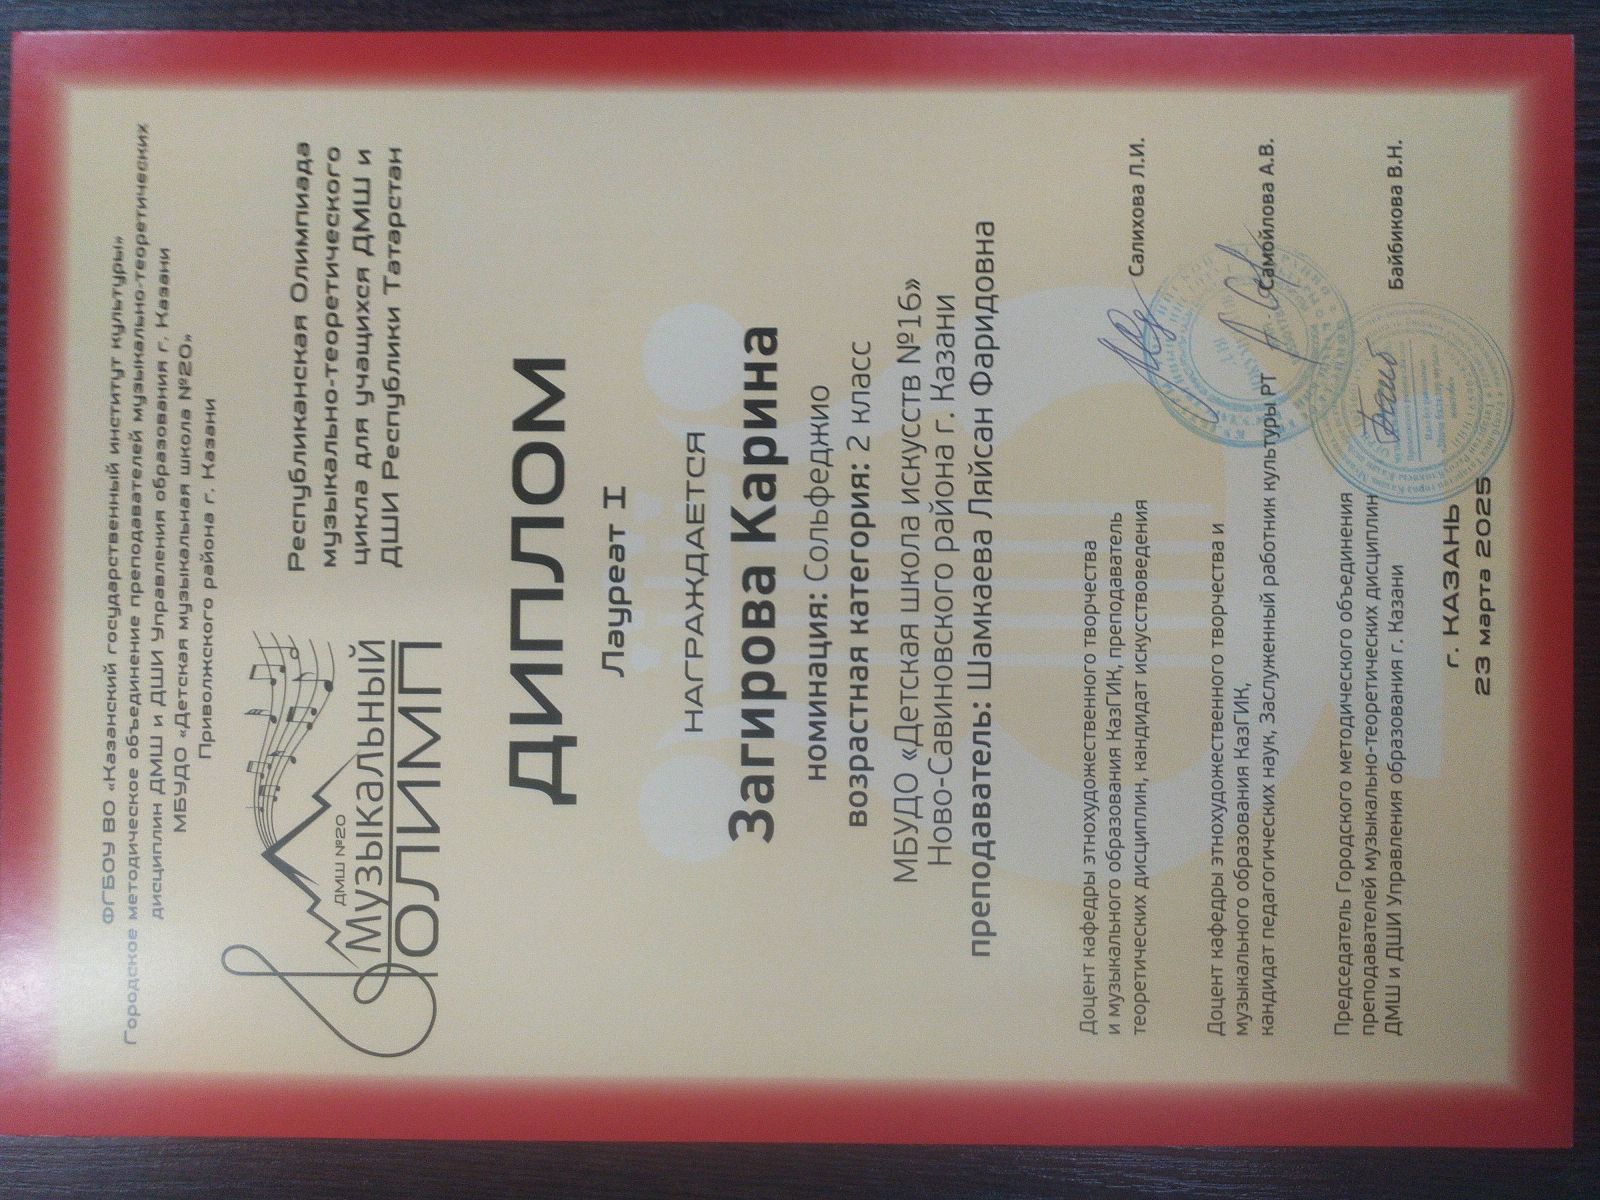 ФГБОУ ВО «Казанский государственный институт культуры»
Городское методическое объединение преподавателей музыкально-теоретических
дисциплин ДМШ и ДШИ Управления образования г. Казани
МБУДО «Детская музыкальная школа №20»
Приволжского района г. Казани
ДМШ №20
Музыкальный
ОЛИМП
Республиканская Олимпиада
музыкально-теоретического
цикла для учащихся ДМШ и
ДШИ Республики Татарстан
ДИПЛОМ
Лауреат I
НАГРАЖДАЕТСЯ
Загирова Карина
номинация: Сольфеджио
возрастная категория: 2 класс
МБУДО «Детская школа искусств №16»
Ново-Савиновского района г. Казани
преподаватель: Шамкаева Ляйсан Фаридовна
Доцент кафедры этнохудожественного творчества
и музыкального образования КазГИК, преподаватель
теоретических дисциплин, кандидат искусствоведения
Салихова Л.И.
Доцент кафедры этнохудожественного творчества и
музыкального образования КазГИК,
кандидат педагогических наук, Заслуженный работник культуры РТ
Самойлова А.В.
Председатель Городского методического объединения
преподавателей музыкально-теоретических дисциплин
ДМШ и ДШИ Управления образования г. Казани
Байбикова В.Н.
г. КАЗАНЬ
23 марта 2025